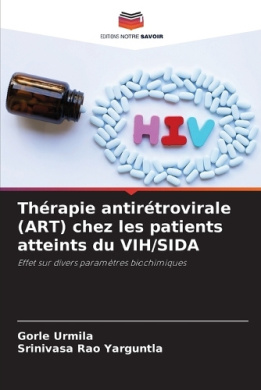 EDITIONS NOTRE SAVOIR
HIV
Thérapie antirétrovirale
(ART) chez les patients
atteints du VIH/SIDA
Effet sur divers paramètres biochimiques
Gorle Urmila
Srinivasa Rao Yarguntla